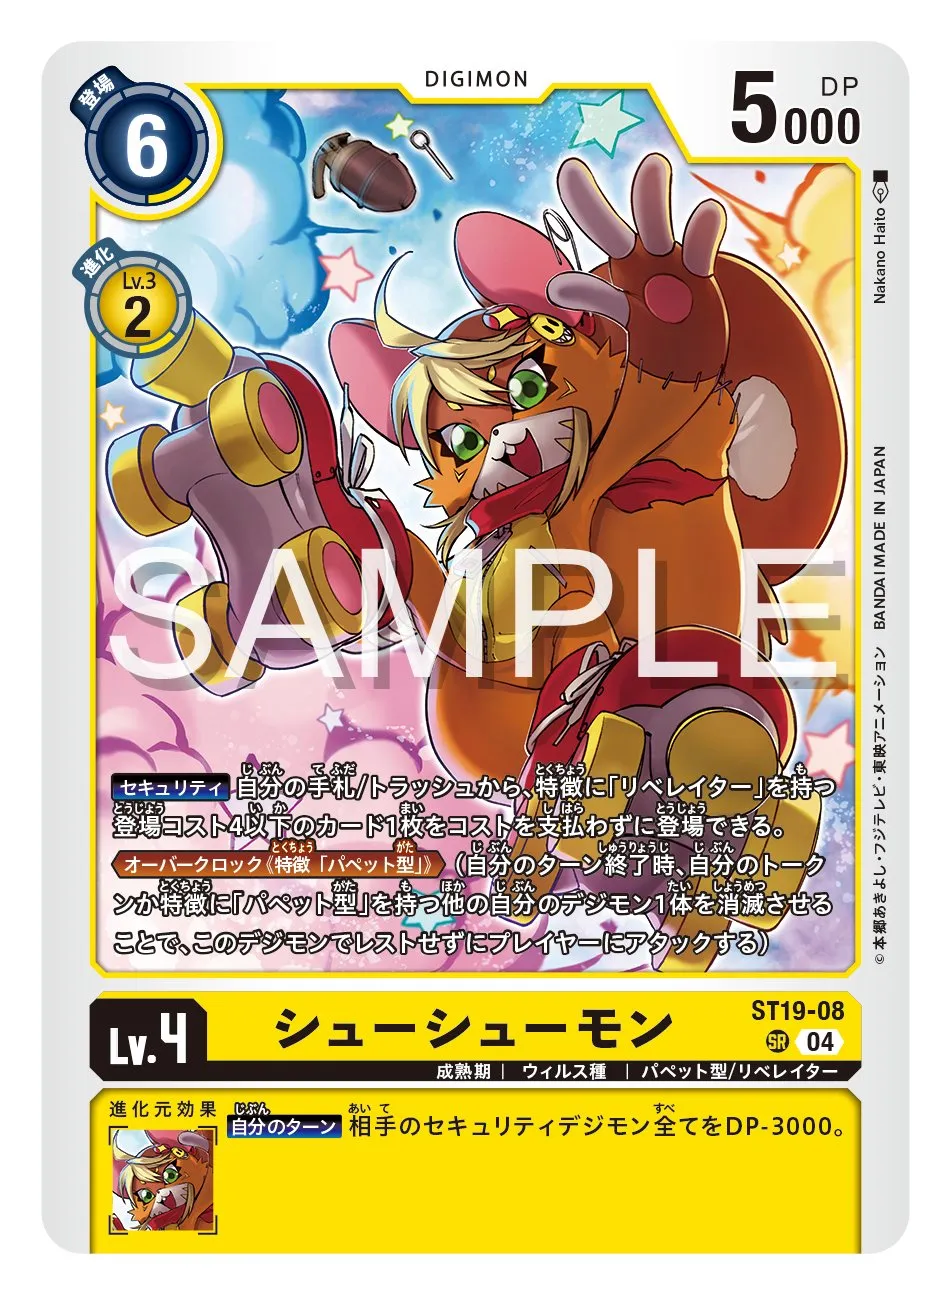 DIGIMON
登場
6
5000
DP
進化
Lv.3
2
Nakano Haito
SAMPLE
©本郷あきよし・フジテレビ・東映アニメーション BANDAI MADE IN JAPAN
セキュリティ 自分の手札/トラッシュから、特徴に「リベレイター」を持つ
登場コスト4以下のカード1枚をコストを支払わずに登場できる。
オーバークロック《特徴「パペット型」》（自分のターン終了時、自分のトーク
ンか特徴に「パペット型」を持つ他の自分のデジモン1体を消滅させる
ことで、このデジモンでレストせずにプレイヤーにアタックする）
Lv.4
シューシューモン
ST19-08
SR 04
成熟期 | ウィルス種 | パペット型/リベレイター
進化元効果
自分のターン 相手のセキュリティデジモン全てをDP-3000。